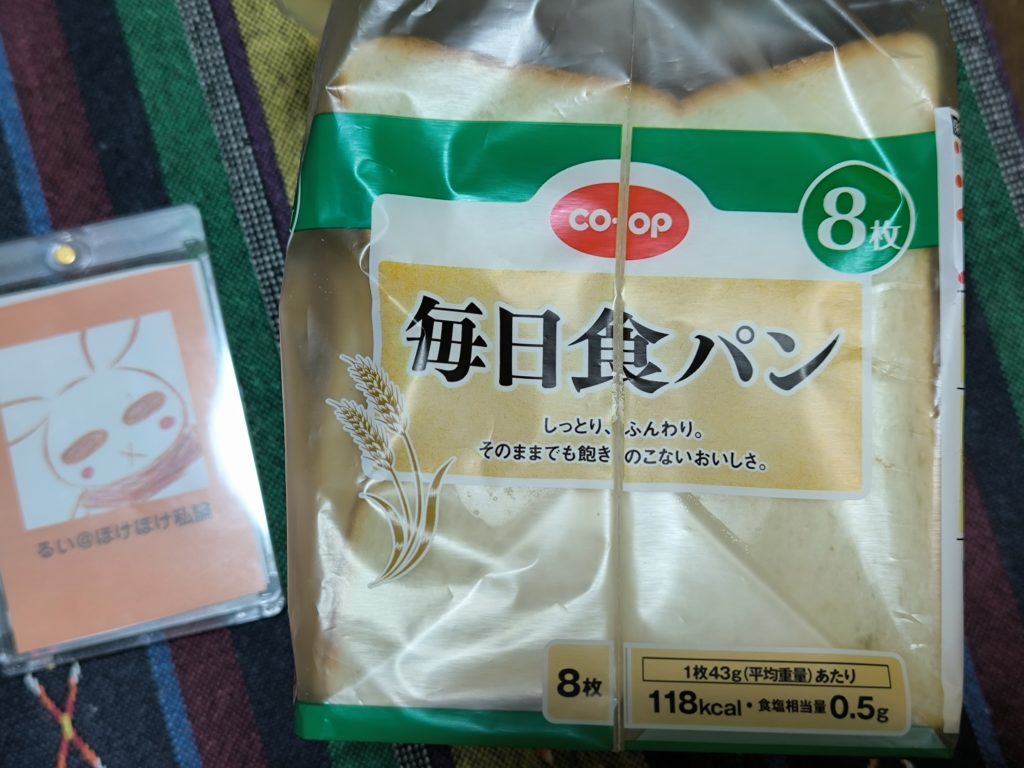 CO·OP
8枚
毎日食パン
しっとり、ふんわり。
そのままでも飽きのこないおいしさ。
8枚
1枚43g(平均重量)あたり
118kcal・食塩相当量0.5g
るい@ほけほけ私論